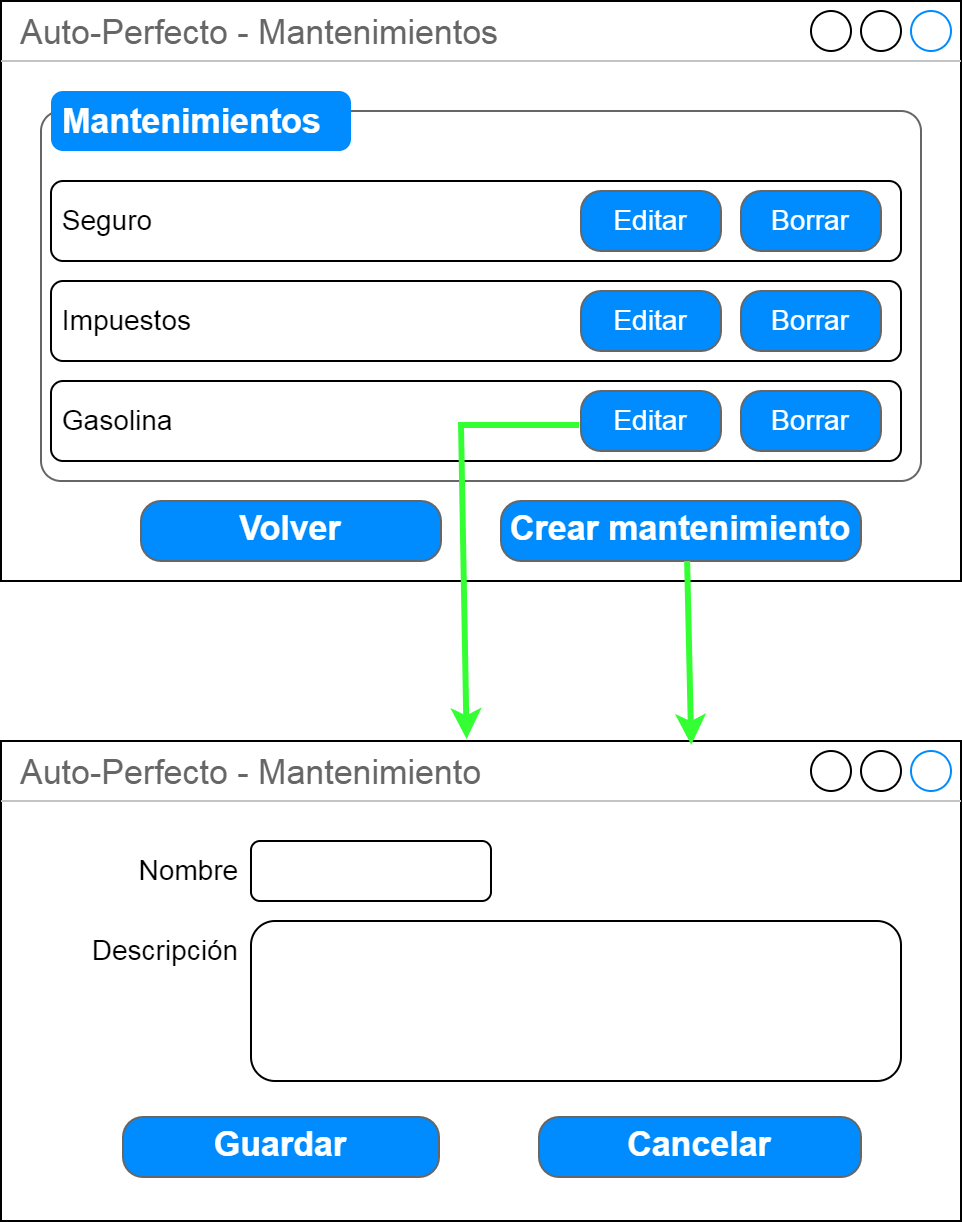 Auto-Perfecto - Mantenimientos
Mantenimientos
Seguro Editar Borrar
Impuestos Editar Borrar
Gasolina Editar Borrar
Volver Crear mantenimiento
Auto-Perfecto - Mantenimiento
Nombre
Descripción
Guardar Cancelar